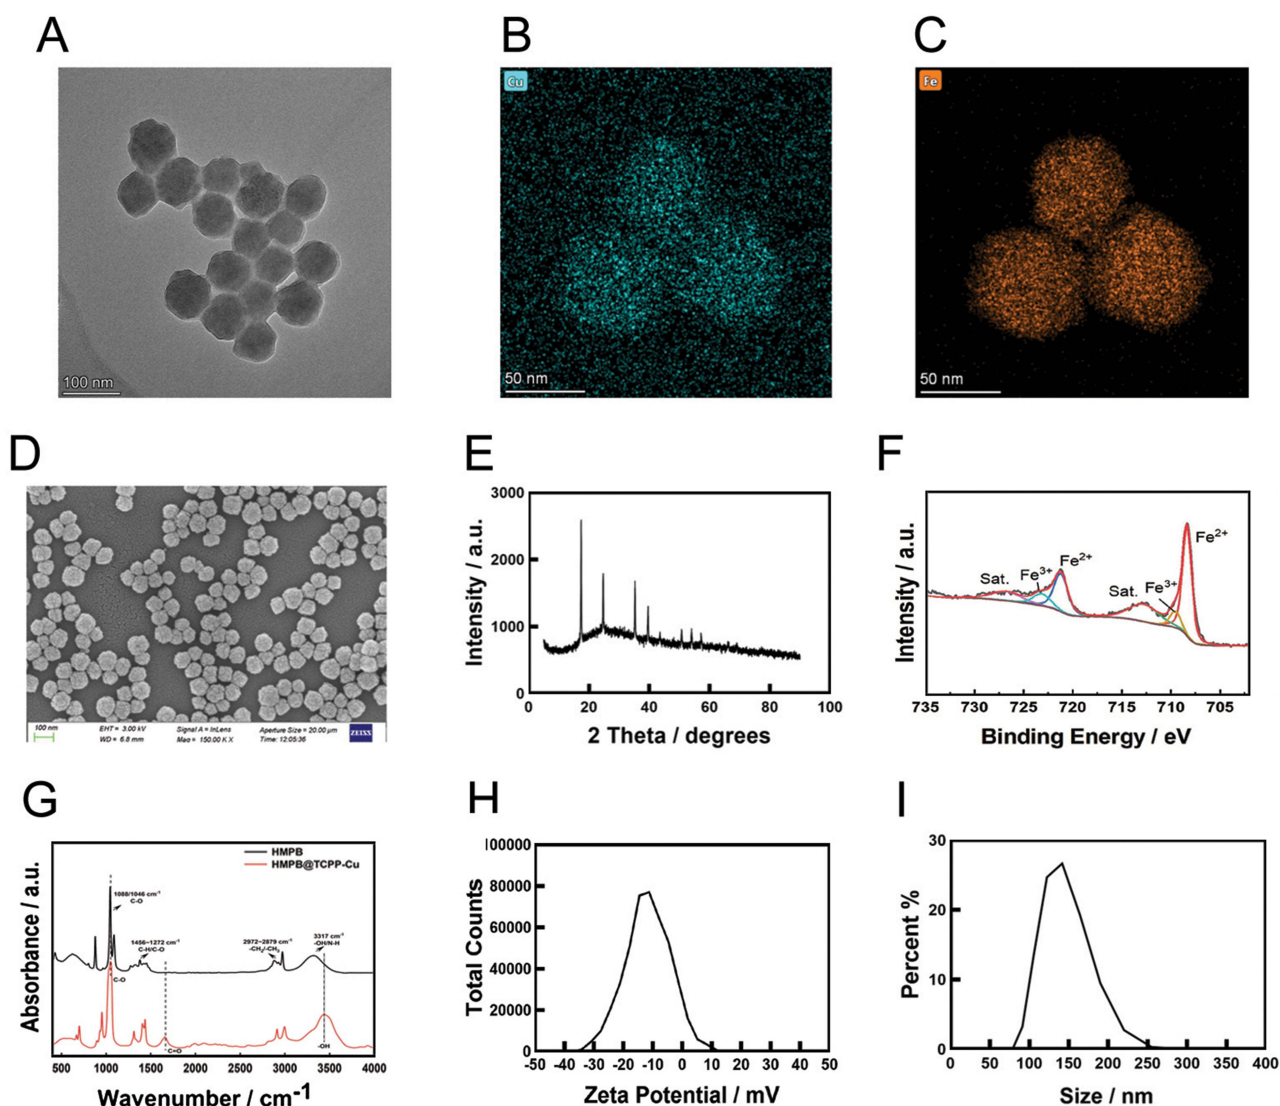 A
B
C
Cu
Fe
100 nm
50 nm
50 nm
D
E
F
100 nm
EHT = 3.00 kV
Signal A = InLens
Aperture Size = 20.00 µm
ZEISS
WD = 6.8 mm
Mag = 150.00 K X
Time: 12:05:36
Intensity / a.u.
3000
2000
1000
0
0
20
40
60
80
100
2 Theta / degrees
Intensity / a.u.
Sat.
Fe3+
Fe2+
Sat.
Fe3+
Fe2+
735
730
725
720
715
710
705
Binding Energy / eV
G
H
I
Absorbance / a.u.
HMPB
HMPB@TCPP-Cu
1088/1046 cm-1
C-O
1456~1272 cm-1
C-H/C-O
2972~2879 cm-1
-CH2/-CH3
3317 cm-1
-OH/N-H
C-O
C=O
-OH
500
1000
1500
2000
2500
3000
3500
4000
Wavenumber / cm-1
Total Counts
100000
80000
60000
40000
20000
0
-50
-40
-30
-20
-10
0
10
20
30
40
50
Zeta Potential / mV
Percent %
30
20
10
0
0
50
100
150
200
250
300
350
400
Size / nm